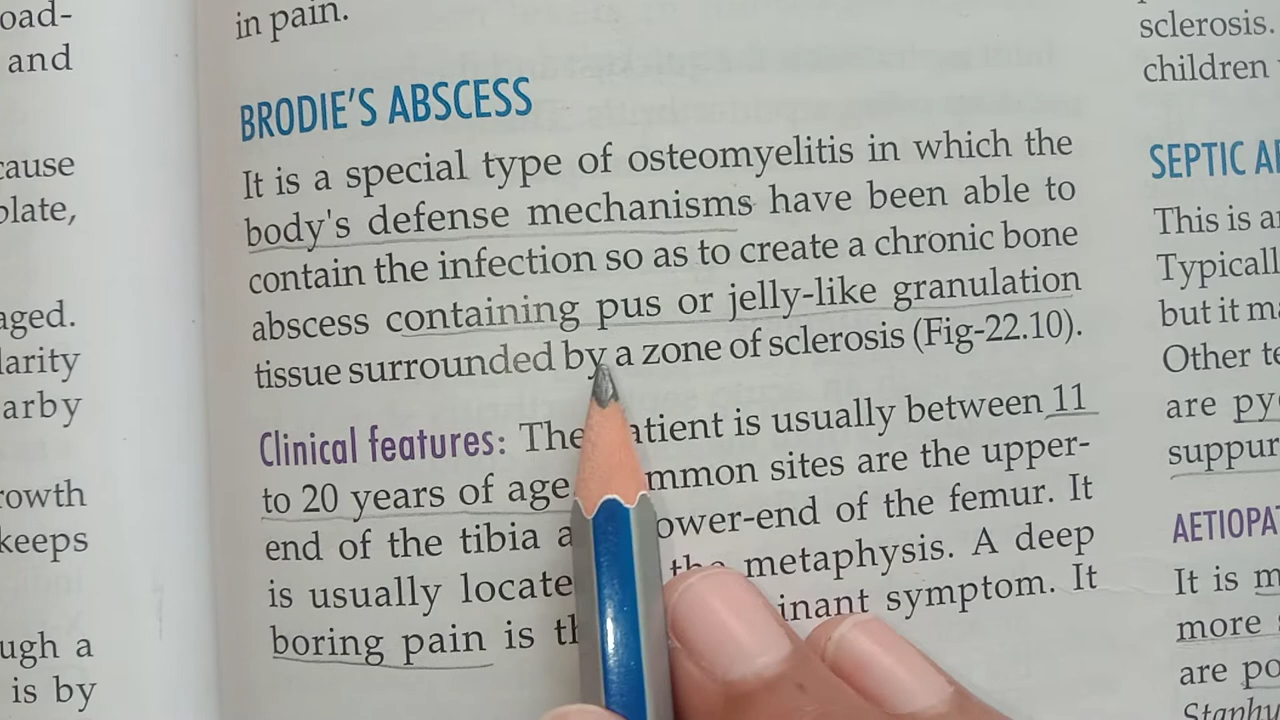 oad-
and
cause
plate,
aged.
larity
arby
rowth
keeps
ugh a
is by
in pain.
BRODIE'S ABSCESS
It is a special type of osteomyelitis in which the
body's defense mechanisms have been able to
contain the infection so as to create a chronic bone
abscess containing pus or jelly-like granulation
tissue surrounded by a zone of sclerosis (Fig-22.10).
Clinical features: The atient is usually between 11
to 20 years of age mmon sites are the upper-
end of the tibia a ower-end of the femur. It
is usually locate the metaphysis. A deep
boring pain is th inant symptom. It
sclerosis.
children
SEPTIC A
This is a
Typicall
but it m
Other te
are py
suppur
AETIOPA
It is m
more
are po
Staphy